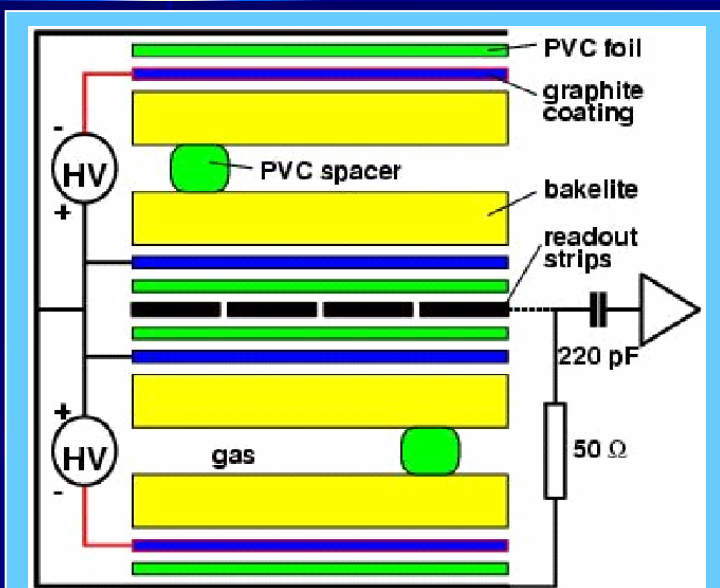 PVC foil
graphite
coating
-
HV
+
PVC spacer
bakelite
readout
strips
220 pF
+
HV
-
gas
50 Ω